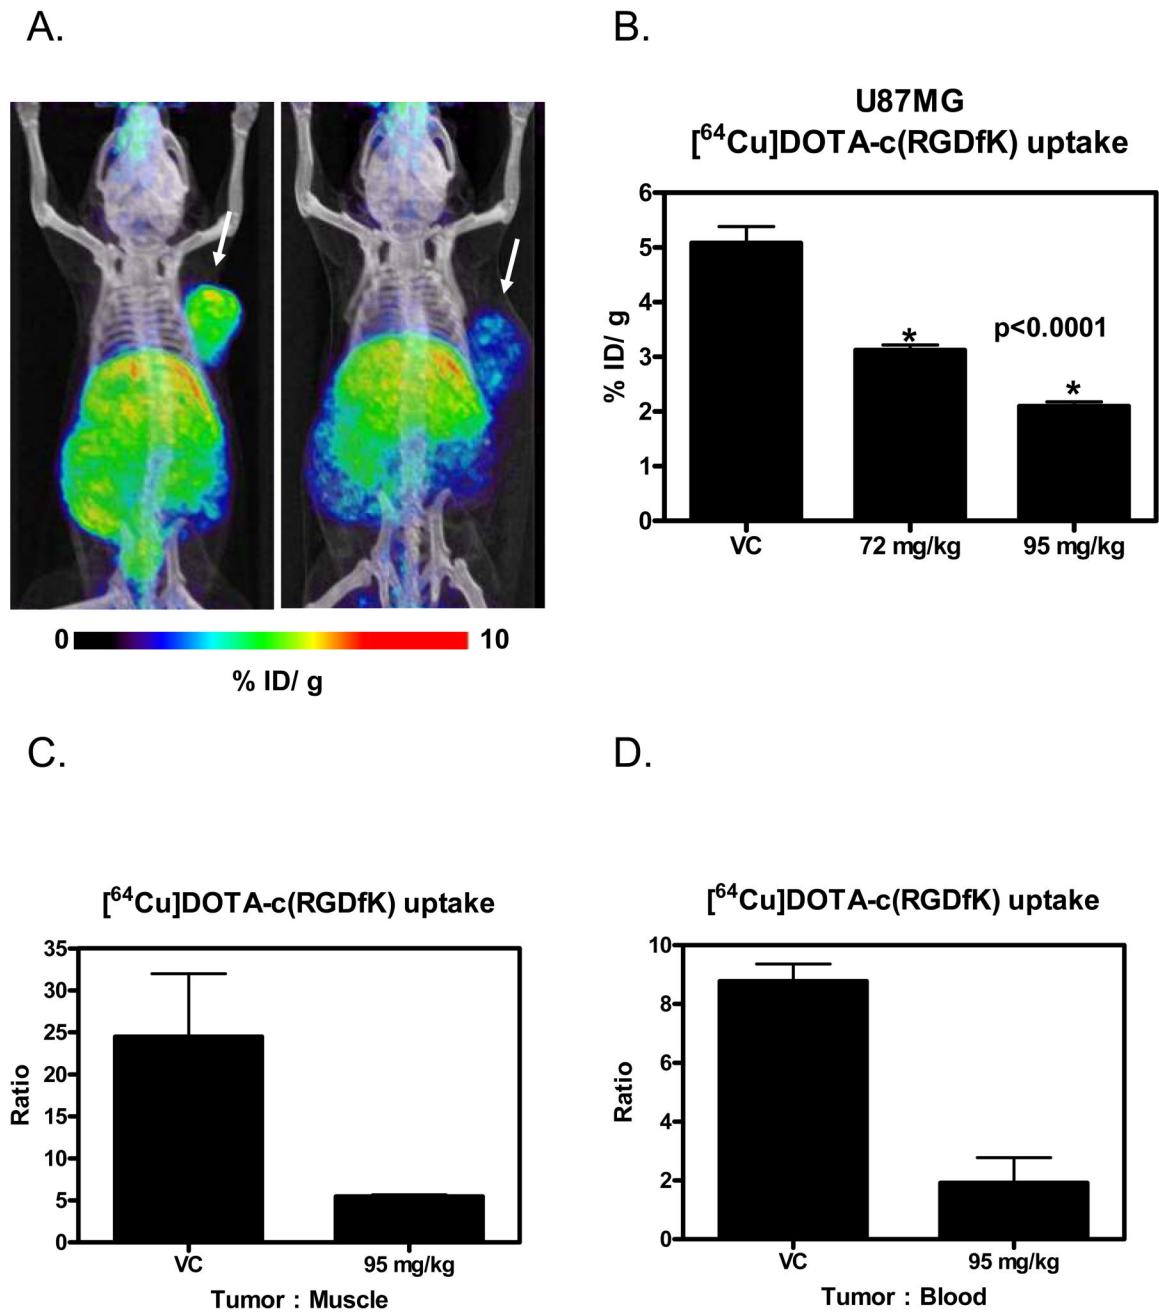 A.
0
10
% ID/ g
B.
U87MG
[⁶⁴Cu]DOTA-c(RGDfK) uptake
% ID/ g
6
5
4
3
2
1
0
*
p<0.0001
*
VC 72 mg/kg 95 mg/kg
C.
[⁶⁴Cu]DOTA-c(RGDfK) uptake
Ratio
35
30
25
20
15
10
5
0
VC 95 mg/kg
Tumor : Muscle
D.
[⁶⁴Cu]DOTA-c(RGDfK) uptake
Ratio
10
8
6
4
2
0
VC 95 mg/kg
Tumor : Blood